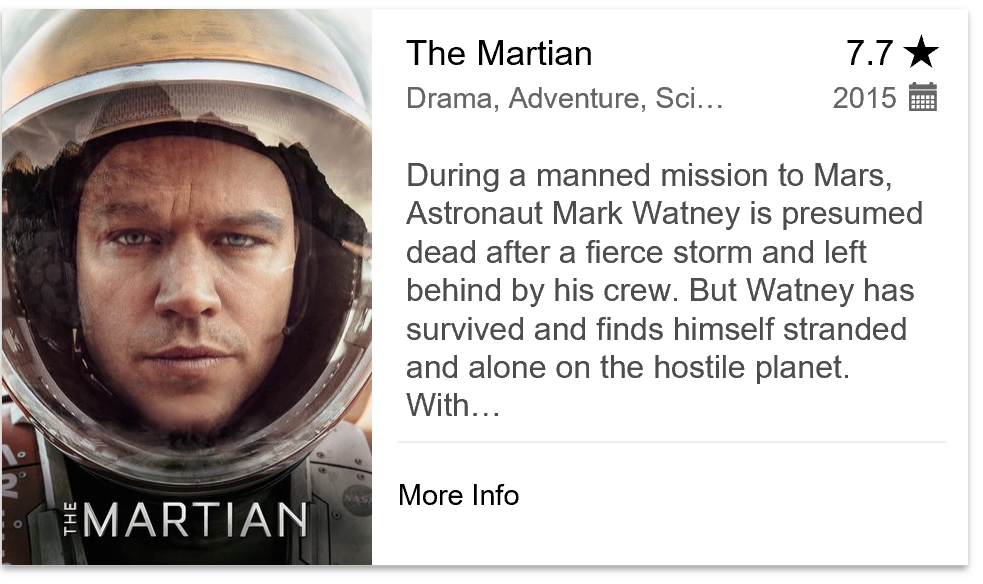 The Martian
7.7
Drama, Adventure, Sci…
2015
During a manned mission to Mars,
Astronaut Mark Watney is presumed
dead after a fierce storm and left
behind by his crew. But Watney has
survived and finds himself stranded
and alone on the hostile planet.
With…
More Info
THE MARTIAN
NASA